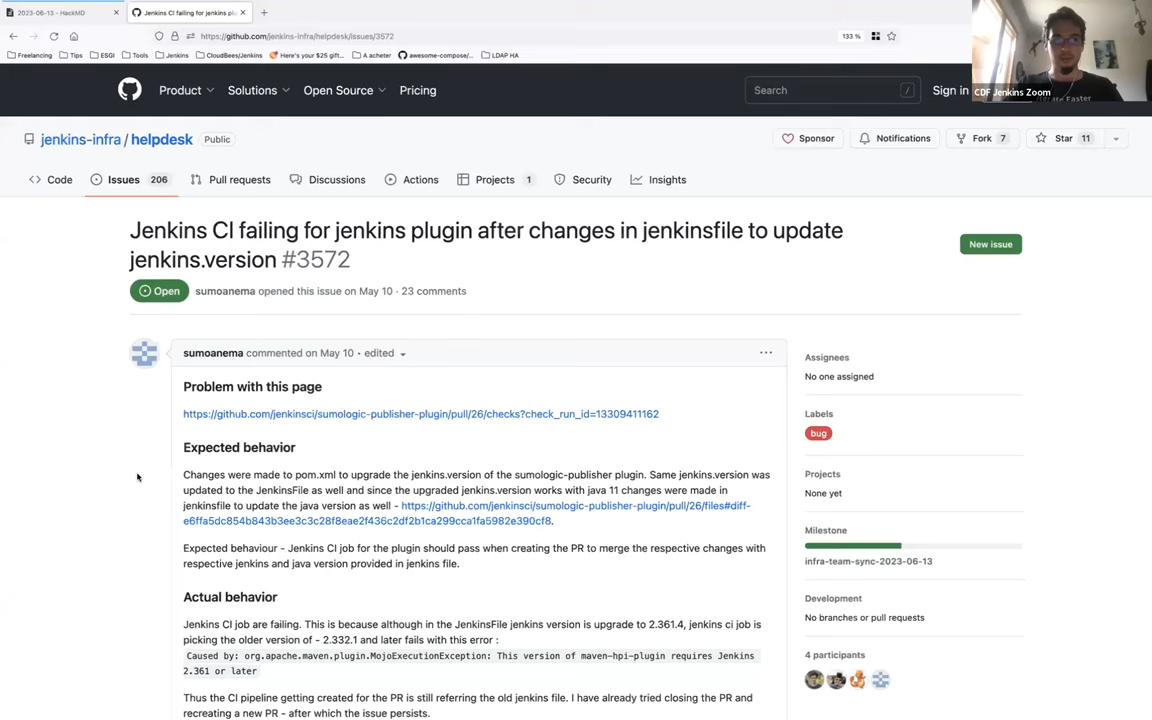 2023-06-13 - HackMD
Jenkins CI failing for jenkins plu
https://github.com/jenkins-infra/helpdesk/issues/3572
133 %
Freelancing
Tips
ESGI
Tools
Jenkins
CloudBees/Jenkins
Here's your $25 gift...
A acheter
awesome-compose/...
LDAP HA
CDF Jenkins Zoom
Product
Solutions
Open Source
Pricing
Search
/
Sign in
jenkins-infra / helpdesk
Public
Sponsor
Notifications
Fork 7
Star 11
Code
Issues 206
Pull requests
Discussions
Actions
Projects 1
Security
Insights
Jenkins CI failing for jenkins plugin after changes in jenkinsfile to update
jenkins.version #3572
New issue
Open
sumoanema opened this issue on May 10 · 23 comments
sumoanema commented on May 10 • edited
Problem with this page
https://github.com/jenkinsci/sumologic-publisher-plugin/pull/26/checks?check_run_id=13309411162
Expected behavior
Changes were made to pom.xml to upgrade the jenkins.version of the sumologic-publisher plugin. Same jenkins.version was
updated to the JenkinsFile as well and since the upgraded jenkins.version works with java 11 changes were made in
jenkinsfile to update the java version as well - https://github.com/jenkinsci/sumologic-publisher-plugin/pull/26/files#diff-
e6ffa5dc854b843b3ee3c3c28f8eae2f436c2df2b1ca299cca1fa5982e390cf8.
Expected behaviour - Jenkins CI job for the plugin should pass when creating the PR to merge the respective changes with
respective jenkins and java version provided in jenkins file.
Actual behavior
Jenkins CI job are failing. This is because although in the JenkinsFile jenkins version is upgrade to 2.361.4, jenkins ci job is
picking the older version of - 2.332.1 and later fails with this error :
Caused by: org.apache.maven.plugin.MojoExecutionException: This version of maven-hpi-plugin requires Jenkins
2.361 or later
Thus the CI pipeline getting created for the PR is still referring the old jenkins file. I have already tried closing the PR and
recreating a new PR - after which the issue persists.
Assignees
No one assigned
Labels
bug
Projects
None yet
Milestone
infra-team-sync-2023-06-13
Development
No branches or pull requests
4 participants